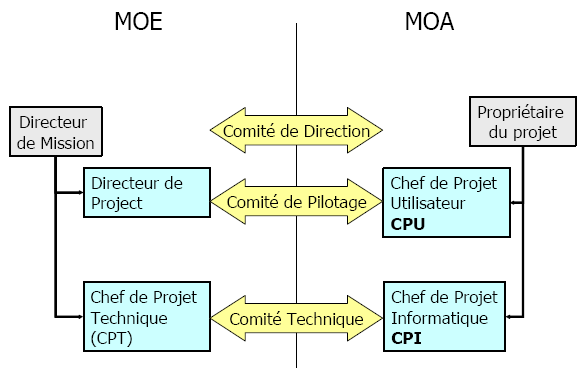 MOE
MOA
Directeur
de Mission
Comité de Direction
Propriétaire
du projet
Directeur de
Project
Comité de Pilotage
Chef de Projet
Utilisateur
CPU
Chef de Projet
Technique
(CPT)
Comité Technique
Chef de Projet
Informatique
CPI